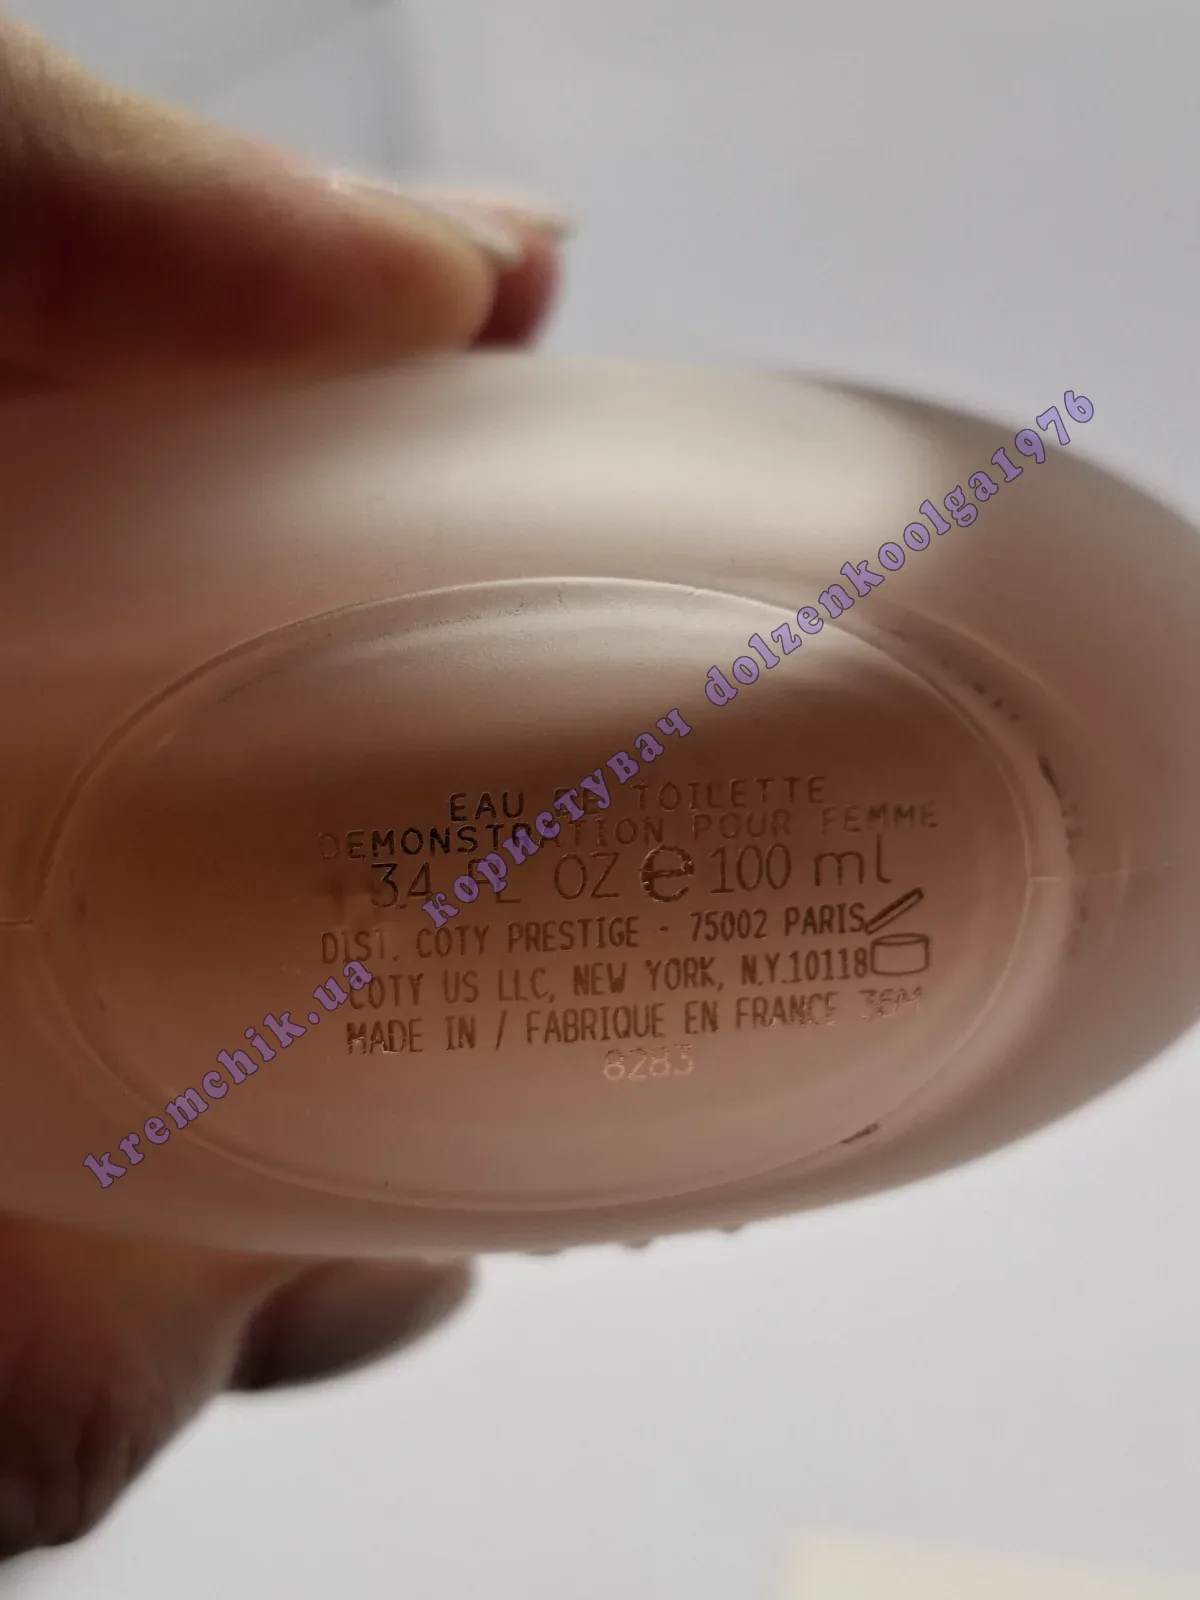 EAU DE TOILETTE
DEMONSTRATION POUR FEMME
3.4 FL OZ e 100 ml
DIST. COTY PRESTIGE - 75002 PARIS
COTY US LLC, NEW YORK, N.Y.10118
MADE IN / FABRIQUE EN FRANCE 36M
8283
kremchik.ua користувач dolzenkoolga1976